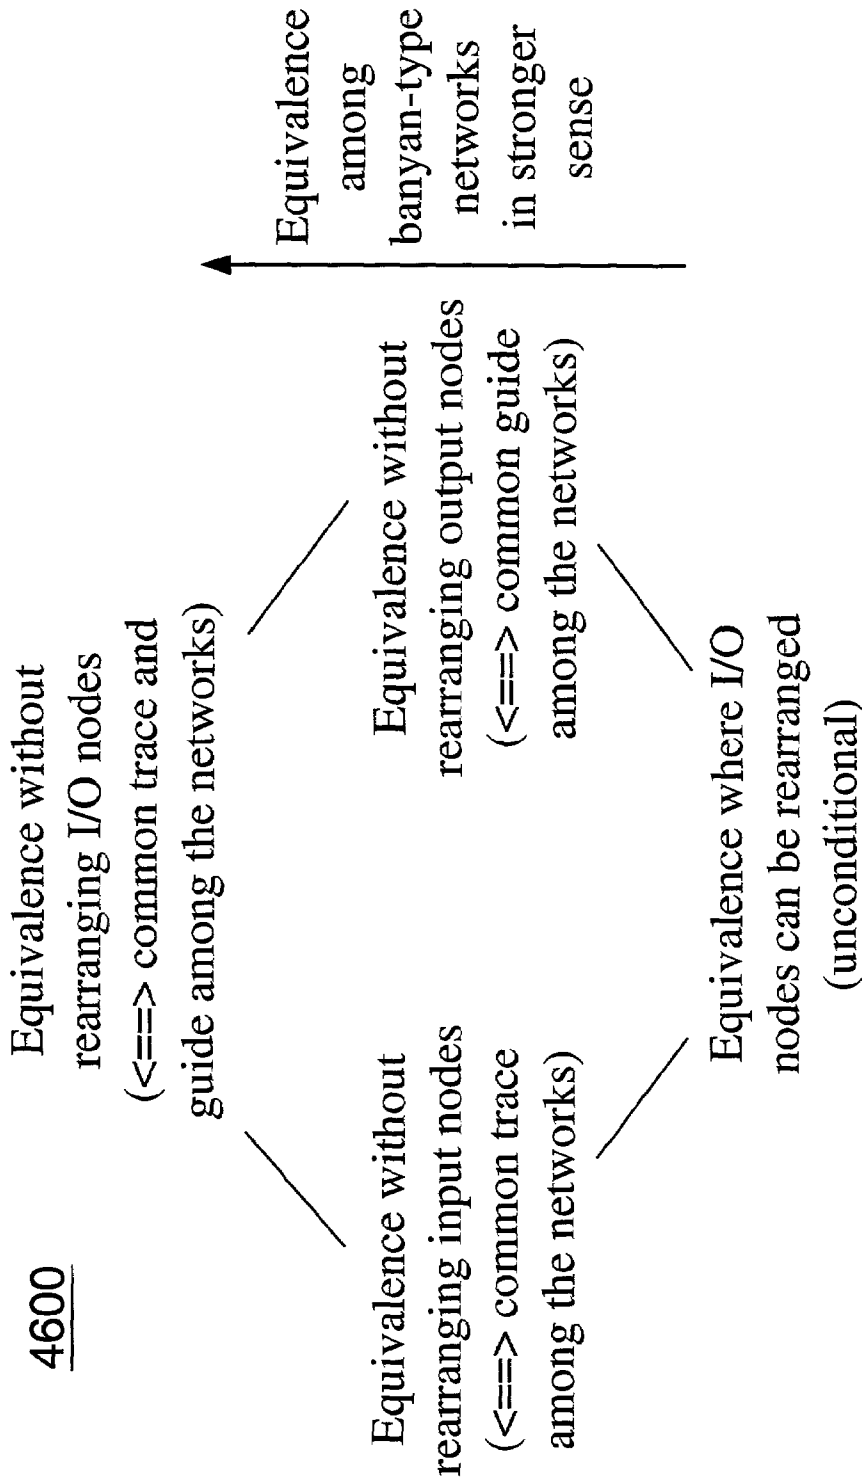 4600
Equivalence without
rearranging I/O nodes
(<==> common trace and
guide among the networks)
Equivalence without
rearranging input nodes
(<==> common trace
among the networks)
Equivalence without
rearranging output nodes
(<==> common guide
among the networks)
Equivalence where I/O
nodes can be rearranged
(unconditional)
Equivalence
among
banyan-type
networks
in stronger
sense